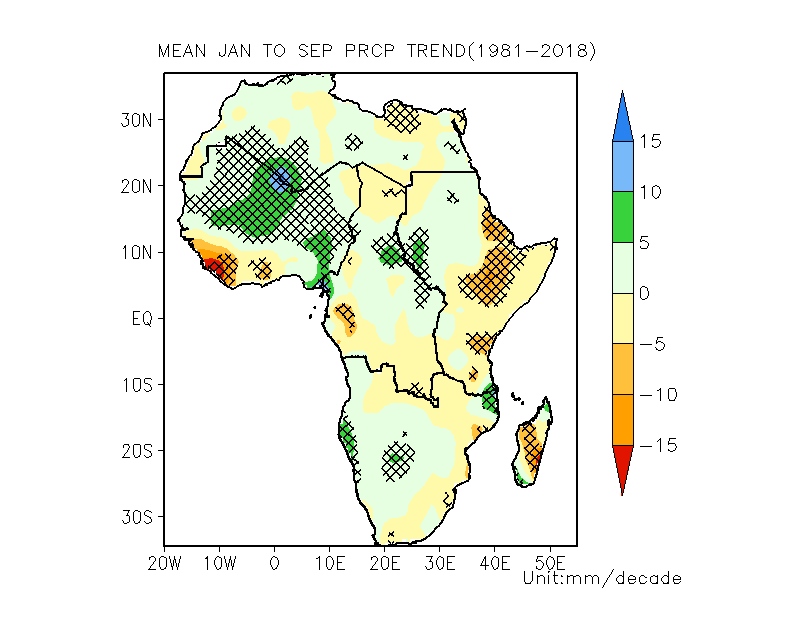 MEAN JAN TO SEP PRCP TREND(1981-2018)
30N
20N
10N
EQ
10S
20S
30S
20W 10W 0 10E 20E 30E 40E 50E
15
10
5
0
-5
-10
-15
Unit:mm/decade